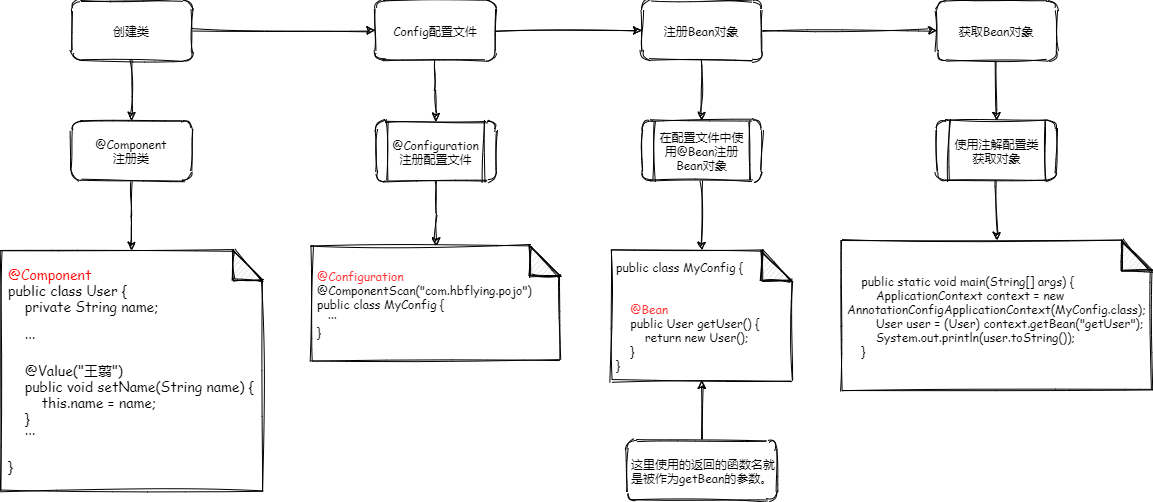 创建类
Config配置文件
注册Bean对象
获取Bean对象
@Component
注册类
@Configuration
注册配置文件
在配置文件中使
用@Bean注册
Bean对象
使用注解配置类
获取对象
@Component
public class User {
private String name;
...
@Value("王翦")
public void setName(String name) {
this.name = name;
}
...
}
@Configuration
@ComponentScan("com.hbflying.pojo")
public class MyConfig {
...
}
public class MyConfig {
@Bean
public User getUser() {
return new User();
}
}
public static void main(String[] args) {
ApplicationContext context = new
AnnotationConfigApplicationContext(MyConfig.class);
User user = (User) context.getBean("getUser");
System.out.println(user.toString());
}
这里使用的返回的函数名就
是被作为getBean的参数。